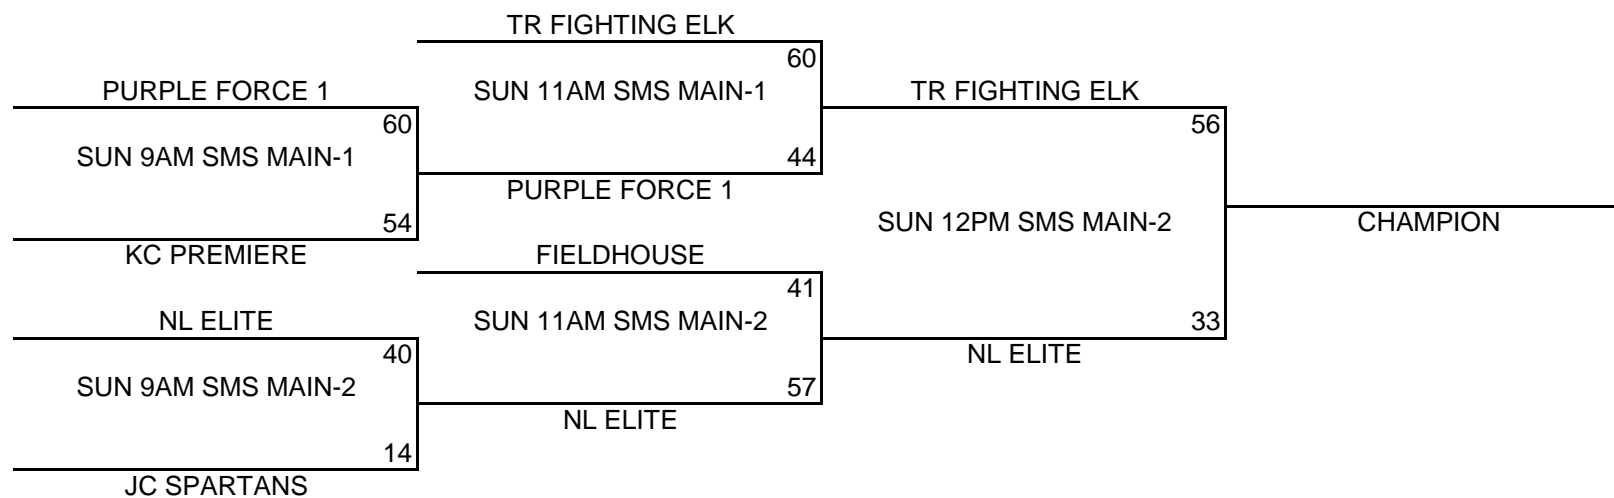 TR FIGHTING ELK
60
PURPLE FORCE 1
SUN 11AM SMS MAIN-1
TR FIGHTING ELK
60
56
SUN 9AM SMS MAIN-1
44
PURPLE FORCE 1
54
SUN 12PM SMS MAIN-2
CHAMPION
KC PREMIERE
FIELDHOUSE
41
NL ELITE
SUN 11AM SMS MAIN-2
33
40
NL ELITE
SUN 9AM SMS MAIN-2
57
NL ELITE
14
JC SPARTANS